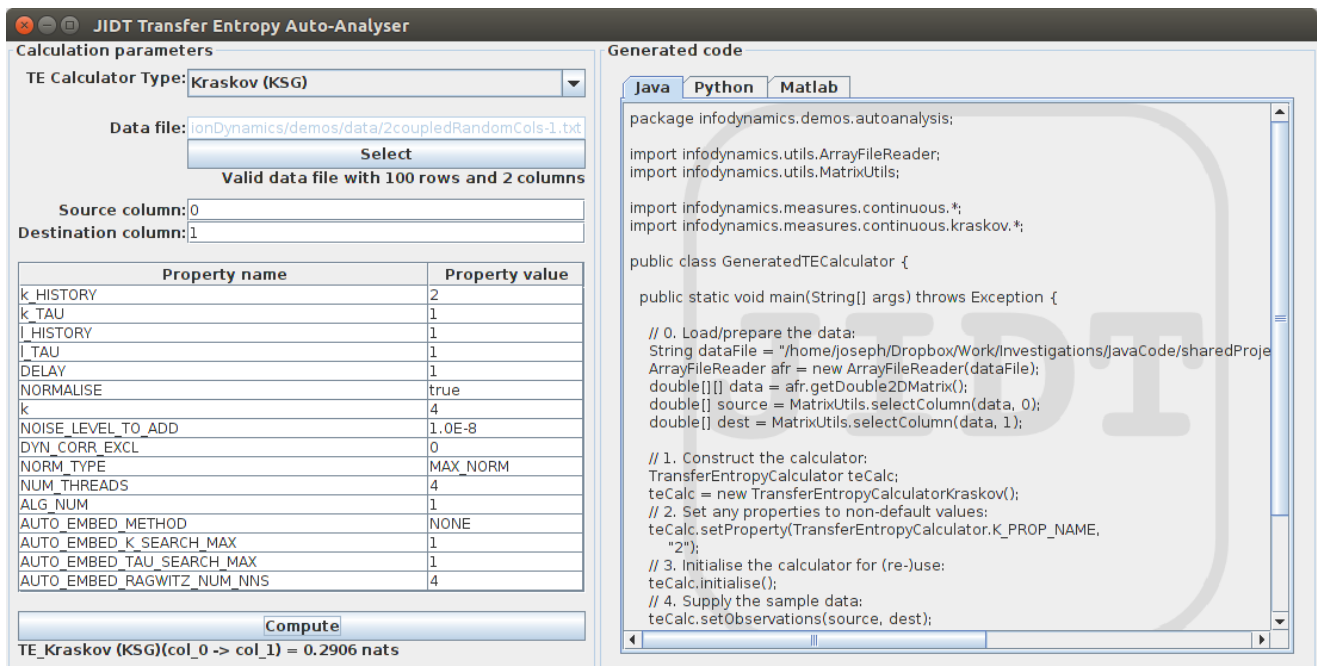 JIDT Transfer Entropy Auto-Analyser
Calculation parameters
TE Calculator Type: Kraskov (KSG)
Data file: ionDynamics/demos/data/2coupledRandomCols-1.txt
Select
Valid data file with 100 rows and 2 columns
Source column: 0
Destination column: 1
Property name Property value
k_HISTORY 2
k_TAU 1
l_HISTORY 1
l_TAU 1
DELAY 1
NORMALISE true
k 4
NOISE_LEVEL_TO_ADD 1.0E-8
DYN_CORR_EXCL 0
NORM_TYPE MAX_NORM
NUM_THREADS 4
ALG_NUM 1
AUTO_EMBED_METHOD NONE
AUTO_EMBED_K_SEARCH_MAX 1
AUTO_EMBED_TAU_SEARCH_MAX 1
AUTO_EMBED_RAGWITZ_NUM_NNS 4
Compute
TE_Kraskov (KSG)(col_0 -> col_1) = 0.2906 nats
Generated code
Java Python Matlab
package infodynamics.demos.autoanalysis;
import infodynamics.utils.ArrayFileReader;
import infodynamics.utils.MatrixUtils;
import infodynamics.measures.continuous.*;
import infodynamics.measures.continuous.kraskov.*;
public class GeneratedTECalculator {
public static void main(String[] args) throws Exception {
// 0. Load/prepare the data:
String dataFile = "/home/joseph/Dropbox/Work/Investigations/JavaCode/sharedProje
ArrayFileReader afr = new ArrayFileReader(dataFile);
double[][] data = afr.getDouble2DMatrix();
double[] source = MatrixUtils.selectColumn(data, 0);
double[] dest = MatrixUtils.selectColumn(data, 1);
// 1. Construct the calculator:
TransferEntropyCalculator teCalc;
teCalc = new TransferEntropyCalculatorKraskov();
// 2. Set any properties to non-default values:
teCalc.setProperty(TransferEntropyCalculator.K_PROP_NAME,
"2");
// 3. Initialise the calculator for (re-)use:
teCalc.initialise();
// 4. Supply the sample data:
teCalc.setObservations(source, dest);
JIDT